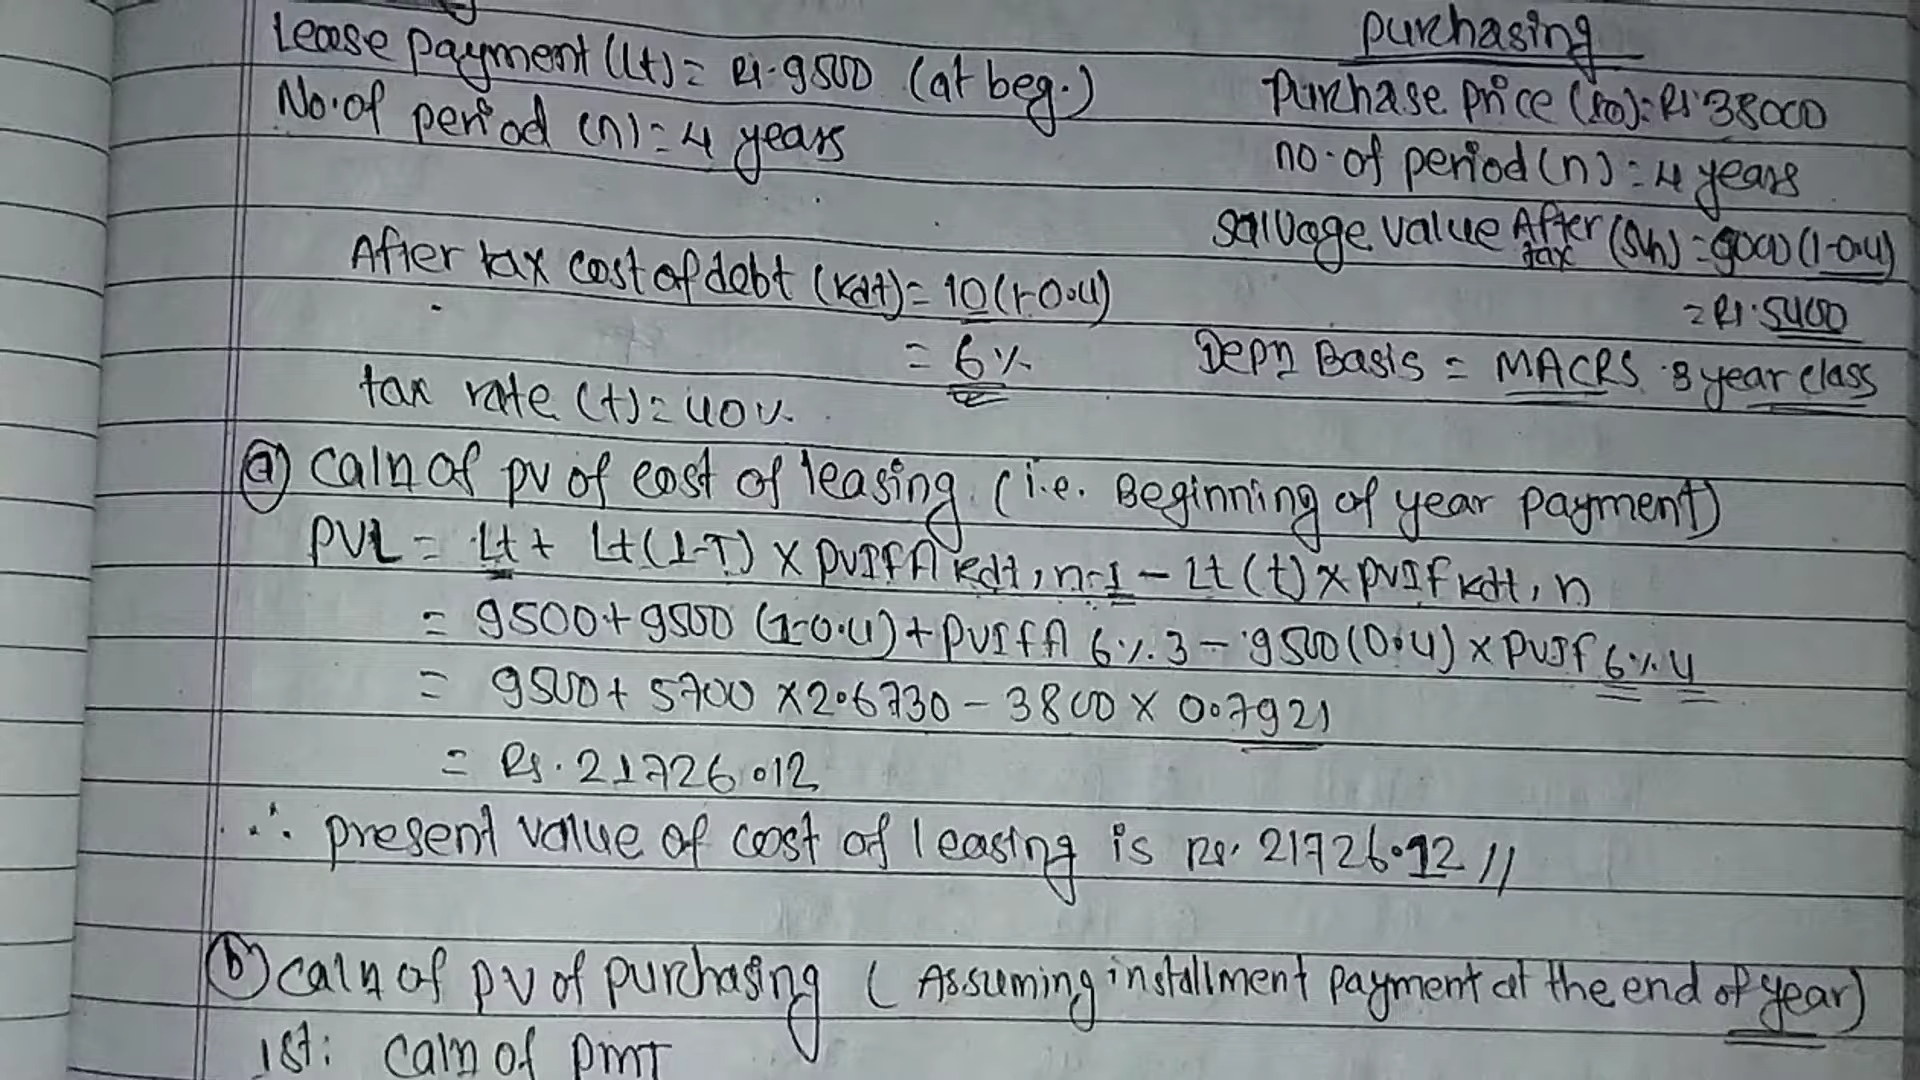 Lease payment (Lt) = Rs. 9500 (at beg.)
No. of period (n) = 4 years
After tax cost of debt (Kdt) = 10(1-0.4)
= 6%
tax rate (t) = 40%
purchasing
Purchase price (P0): Rs 38000
no. of period (n) = 4 years
Salvage value After tax (Sn) = 9000 (1-0.4)
= Rs. 5400
Depn Basis = MACRS 3 year class
(a) caln of pv of cost of leasing. (i.e. Beginning of year payment)
PVL = Lt + Lt(1-T) × PVIFA kdt, n-1 - Lt(t) × PVIF kdt, n
= 9500 + 9500 (1-0.4) + PVIFA 6%.3 - 9500 (0.4) × PVIF 6%.4
= 9500 + 5700 × 2.6730 - 3800 × 0.7921
= Rs. 21726.12
∴ present value of cost of leasing is Rs. 21726.12 //
(b) caln of pv of purchasing ( Assuming installment payment at the end of year)
1st: caln of PMT